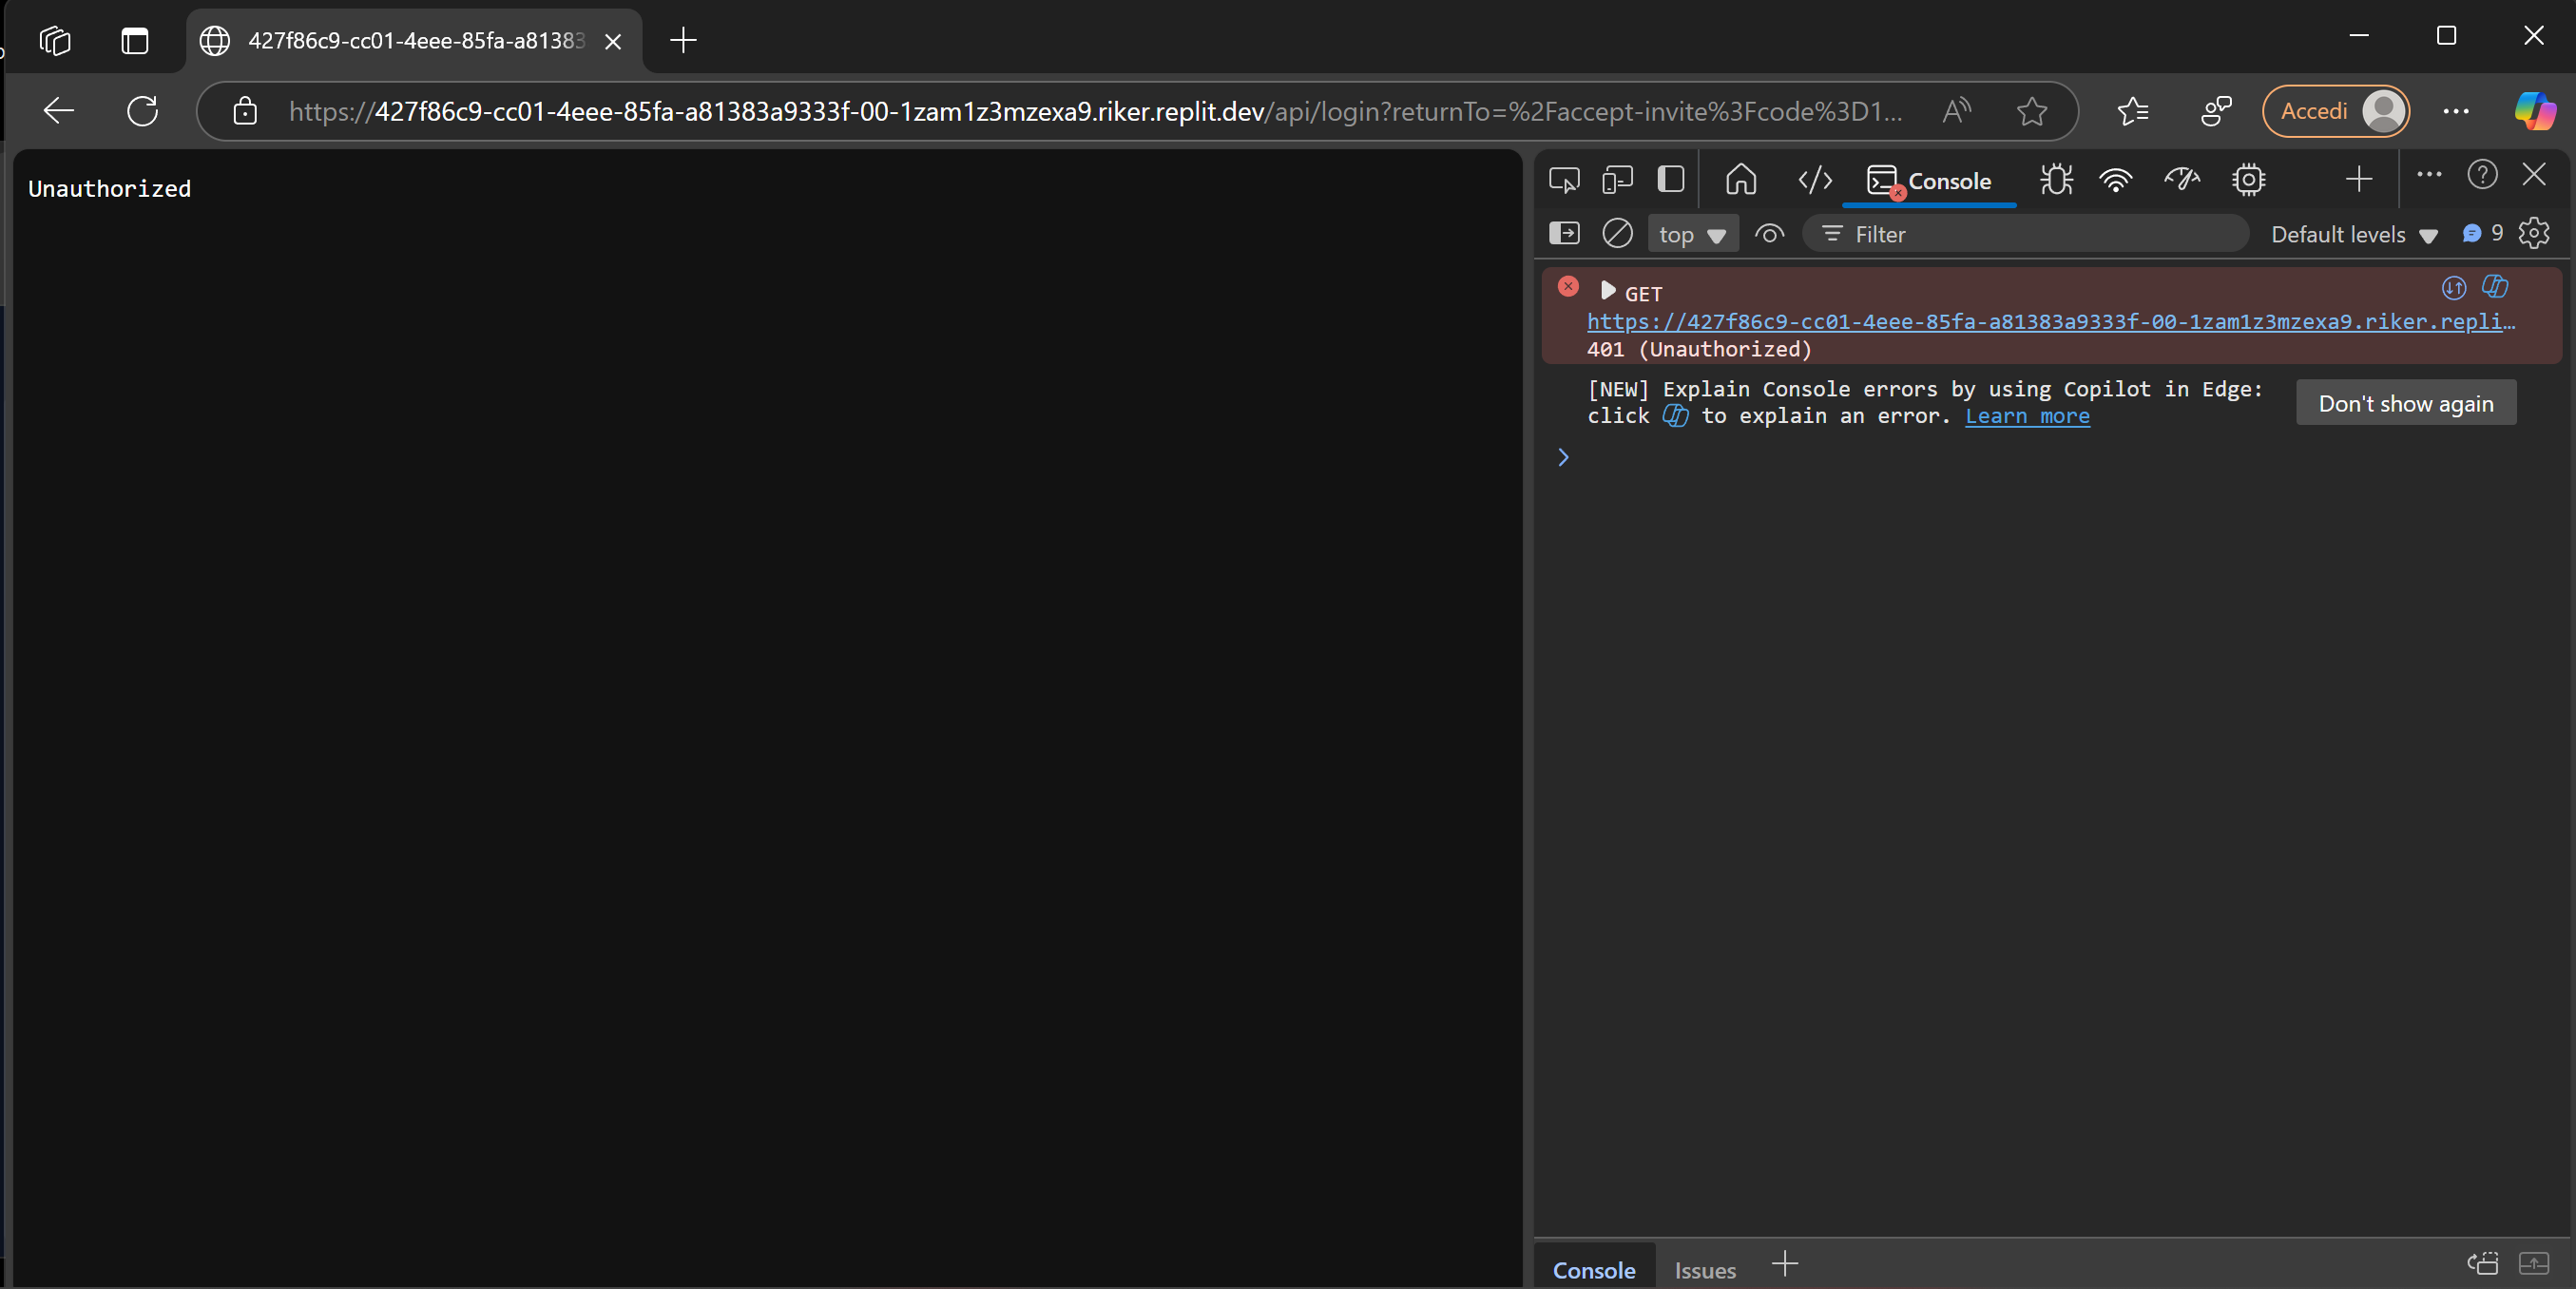 427f86c9-cc01-4eee-85fa-a81383
https://427f86c9-cc01-4eee-85fa-a81383a9333f-00-1zam1z3mzexa9.riker.replit.dev/api/login?returnTo=%2Faccept-invite%3Fcode%3D1...
Accedi
Unauthorized
Console
top
Filter
Default levels
9
GET
https://427f86c9-cc01-4eee-85fa-a81383a9333f-00-1zam1z3mzexa9.riker.repli…
401 (Unauthorized)
[NEW] Explain Console errors by using Copilot in Edge:
click to explain an error. Learn more
Don't show again
Console
Issues